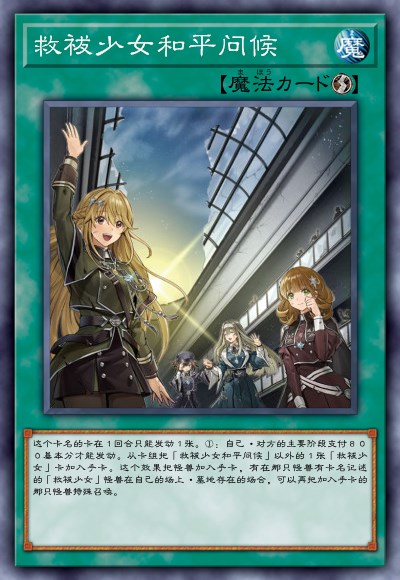 救祓少女和平问候
魔
【魔法カード】
まほう
这个卡名的卡在1回合只能发动1张。①:自己·对方的主要阶段支付80
0基本分才能发动。从卡组把「救祓少女和平问候」以外的1张「救祓少
女」卡加入手卡。这个效果把怪兽加入手卡,有在那只怪兽有卡名记述
的「救祓少女」怪兽在自己的场上·墓地存在的场合,可以再把加入手卡的
那只怪兽特殊召唤。